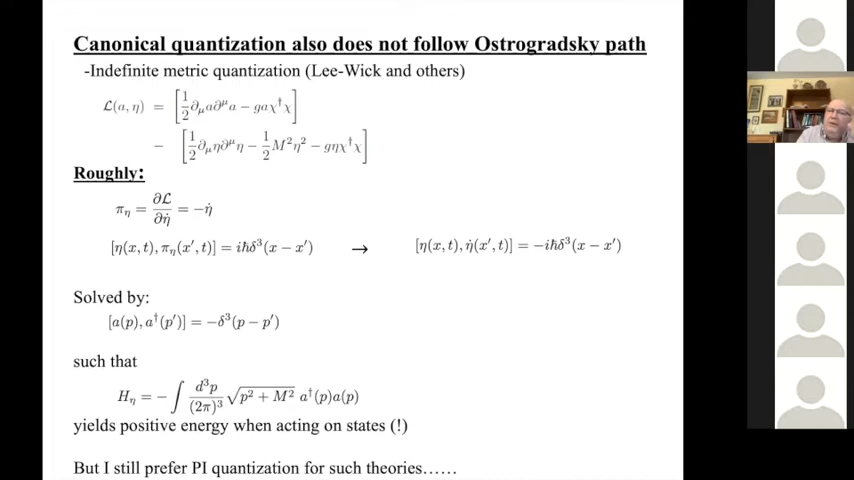 Canonical quantization also does not follow Ostrogradsky path
-Indefinite metric quantization (Lee-Wick and others)
ℒ(a, η) = [½∂_μa∂^μa − gaχ†χ]
− [½∂_μη∂^μη − ½M²η² − gηχ†χ]
Roughly:
π_η = ∂ℒ/∂η̇ = −η̇
[η(x, t), π_η(x′, t)] = iħδ³(x − x′) → [η(x, t), η̇(x′, t)] = −iħδ³(x − x′)
Solved by:
[a(p), a†(p′)] = −δ³(p − p′)
such that
H_η = − ∫ d³p/(2π)³ √(p² + M²) a†(p)a(p)
yields positive energy when acting on states (!)
But I still prefer PI quantization for such theories……